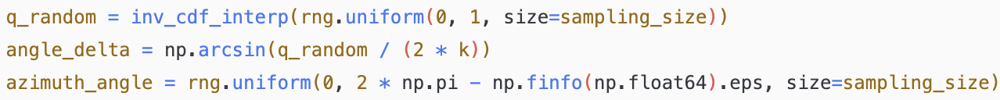 q_random = inv_cdf_interp(rng.uniform(0, 1, size=sampling_size))
angle_delta = np.arcsin(q_random / (2 * k))
azimuth_angle = rng.uniform(0, 2 * np.pi - np.finfo(np.float64).eps, size=sampling_size)